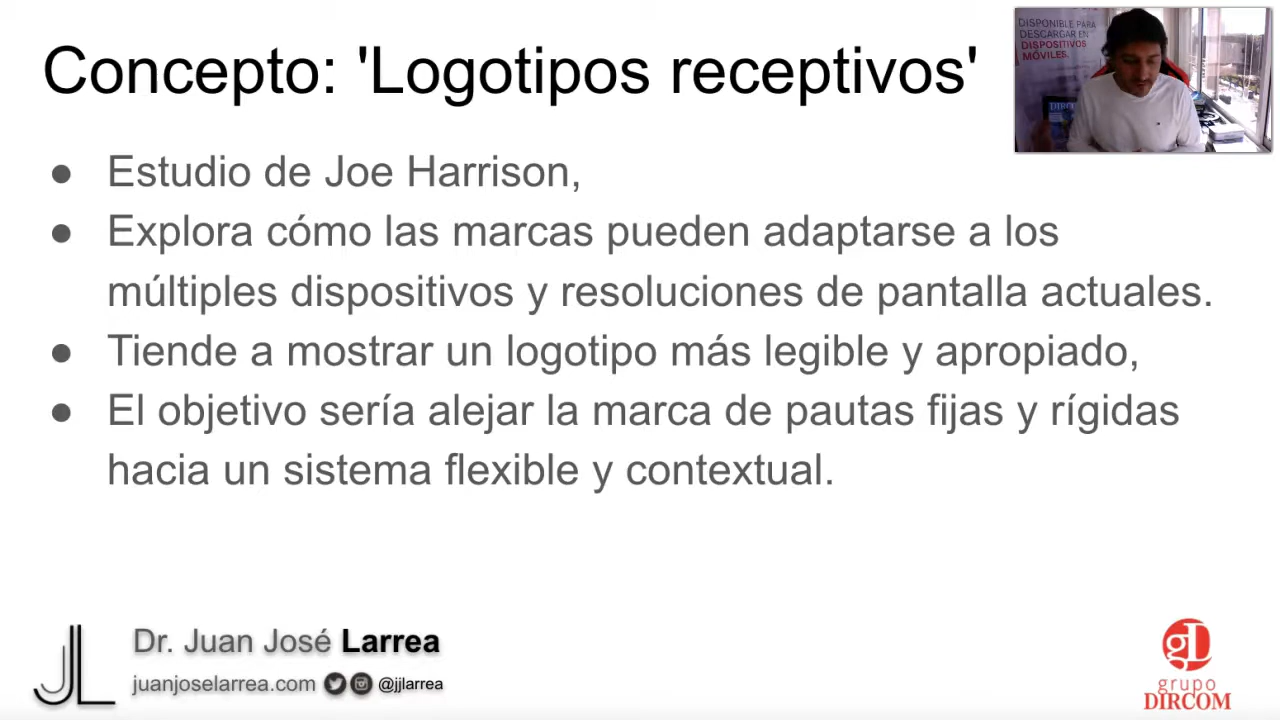 Concepto: 'Logotipos receptivos'
DISPONIBLE PARA
DESCARGAR EN
DISPOSITIVOS
MÓVILES.
DIRCOM
● Estudio de Joe Harrison,
● Explora cómo las marcas pueden adaptarse a los
múltiples dispositivos y resoluciones de pantalla actuales.
● Tiende a mostrar un logotipo más legible y apropiado,
● El objetivo sería alejar la marca de pautas fijas y rígidas
hacia un sistema flexible y contextual.
JL
Dr. Juan José Larrea
juanjoselarrea.com @jjlarrea
gL
grupo
DIRCOM